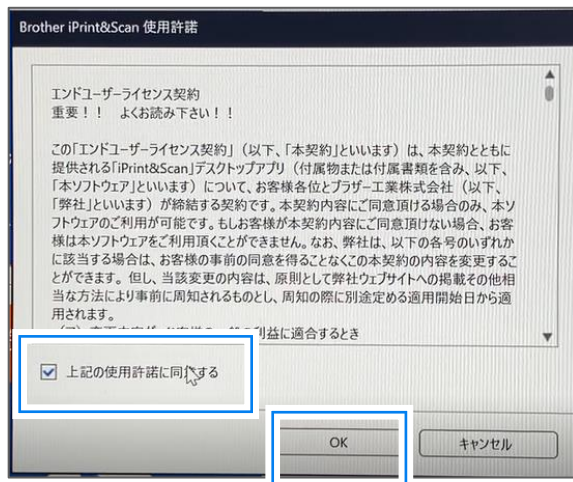 Brother iPrint&Scan 使用許諾
エンドユーザーライセンス契約
重要!! よくお読み下さい!!
この「エンドユーザーライセンス契約」(以下、「本契約」といいます)は、本契約とともに
提供される「iPrint&Scan」デスクトップアプリ(付属物または付属書類を含み、以下、
「本ソフトウェア」といいます)について、お客様各位とブラザー工業株式会社(以下、
「弊社」といいます)が締結する契約です。本契約内容にご同意頂ける場合のみ、本ソ
フトウェアのご利用が可能です。もしお客様が本契約内容にご同意頂けない場合、お客
様は本ソフトウェアをご利用頂くことができません。なお、弊社は、以下の各号のいずれか
に該当する場合は、お客様の事前の同意を得ることなくこの本契約の内容を変更するこ
とができます。但し、当該変更の内容は、原則として弊社ウェブサイトへの掲載その他相
当な方法により事前に周知されるものとし、周知の際に別途定める適用開始日から適
用されます。
利益に適合するとき
上記の使用許諾に同する
OK
キャンセル